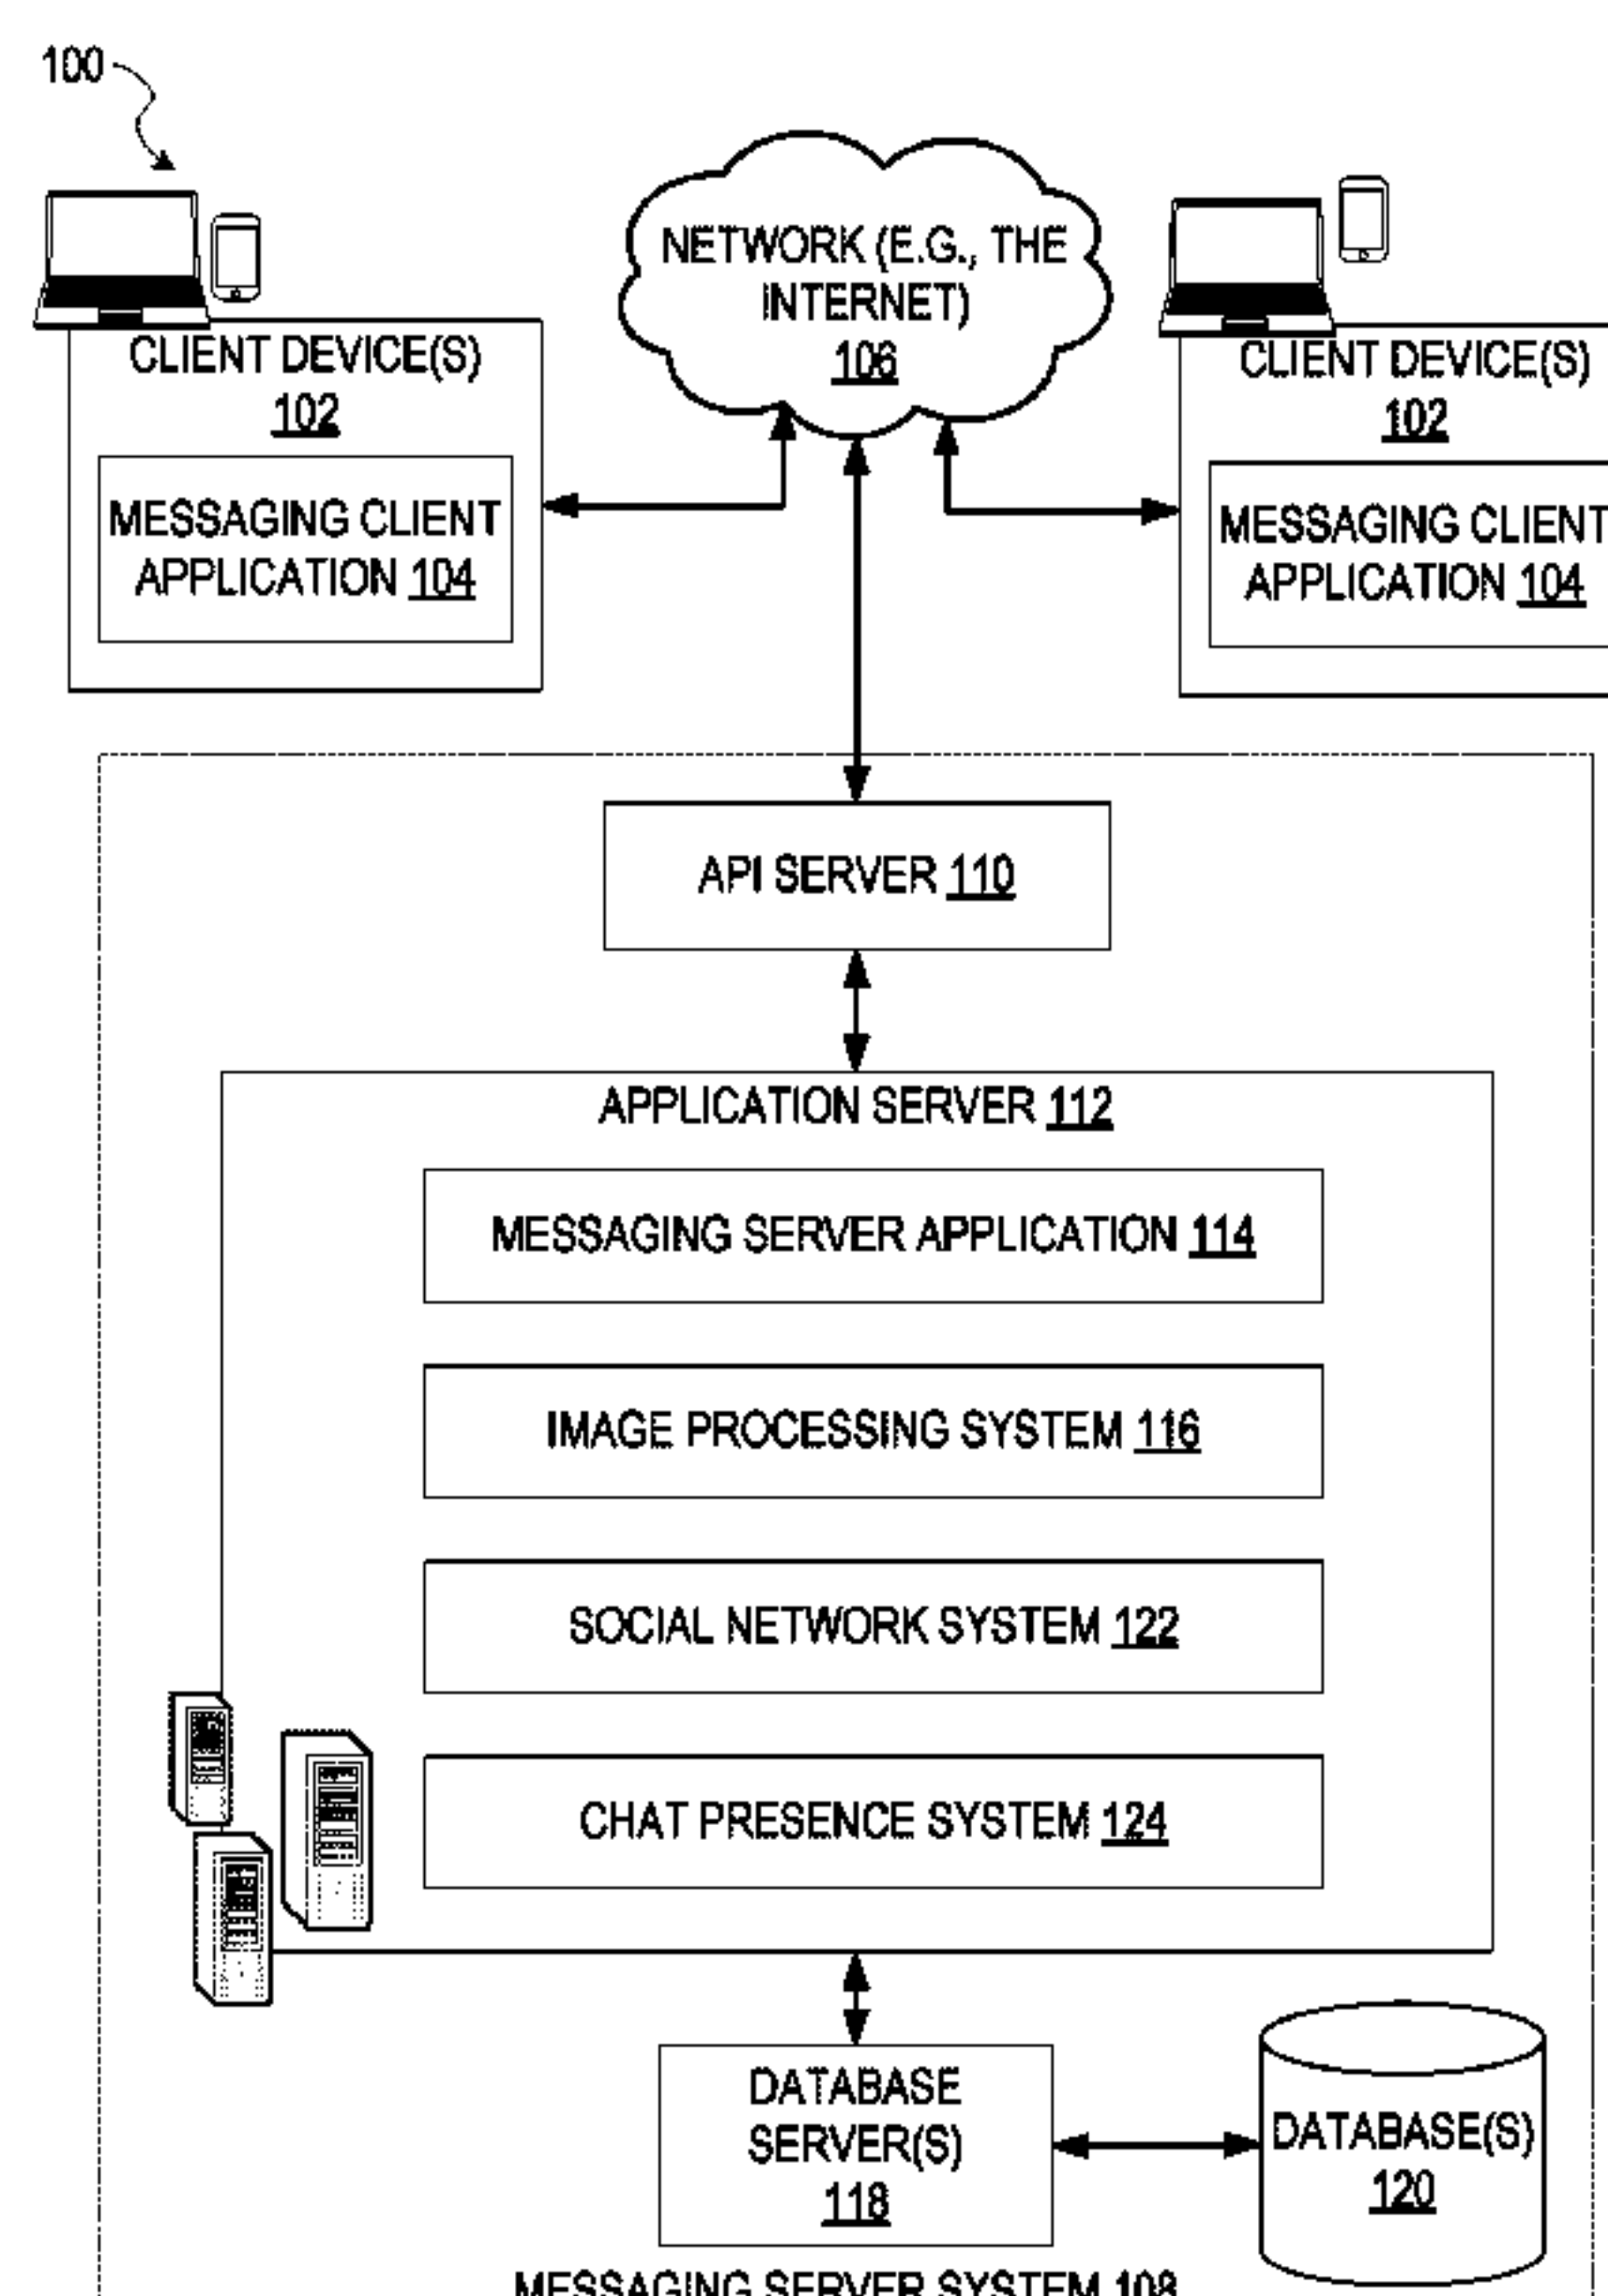 100
NETWORK (E.G., THE
INTERNET)
106
CLIENT DEVICE(S)
102
MESSAGING CLIENT
APPLICATION 104
CLIENT DEVICE(S)
102
MESSAGING CLIENT
APPLICATION 104
API SERVER 110
APPLICATION SERVER 112
MESSAGING SERVER APPLICATION 114
IMAGE PROCESSING SYSTEM 116
SOCIAL NETWORK SYSTEM 122
CHAT PRESENCE SYSTEM 124
DATABASE
SERVER(S)
118
DATABASE(S)
120
MESSAGING SERVER SYSTEM 108